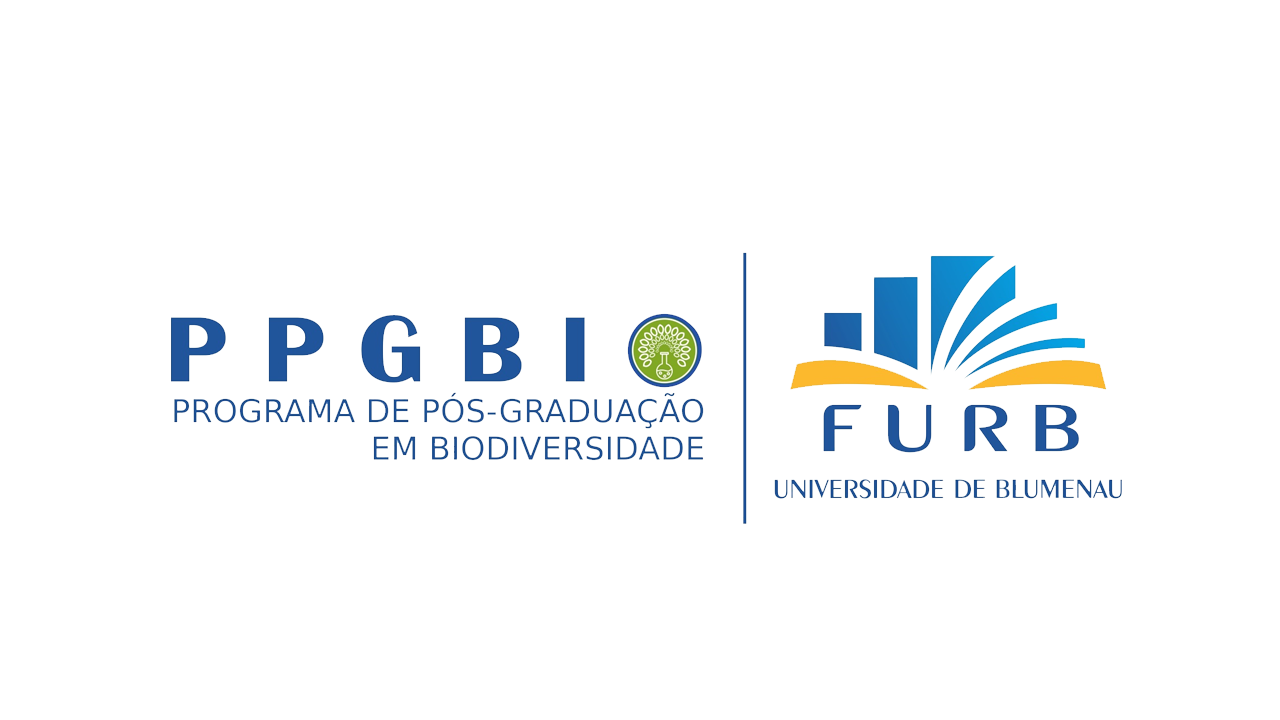 PPGBIO
PROGRAMA DE PÓS-GRADUAÇÃO
EM BIODIVERSIDADE
FURB
UNIVERSIDADE DE BLUMENAU